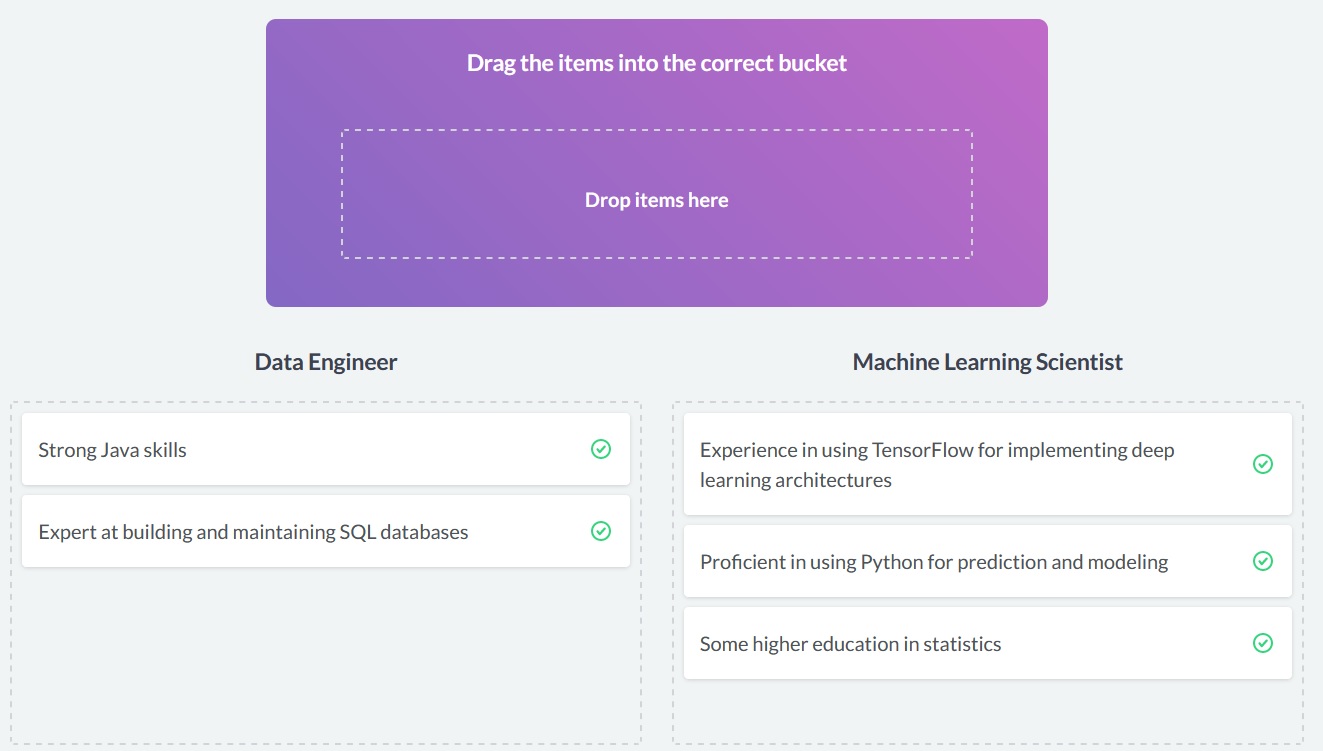 Drag the items into the correct bucket
Drop items here
Data Engineer
Strong Java skills
Expert at building and maintaining SQL databases
Machine Learning Scientist
Experience in using TensorFlow for implementing deep
learning architectures
Proficient in using Python for prediction and modeling
Some higher education in statistics